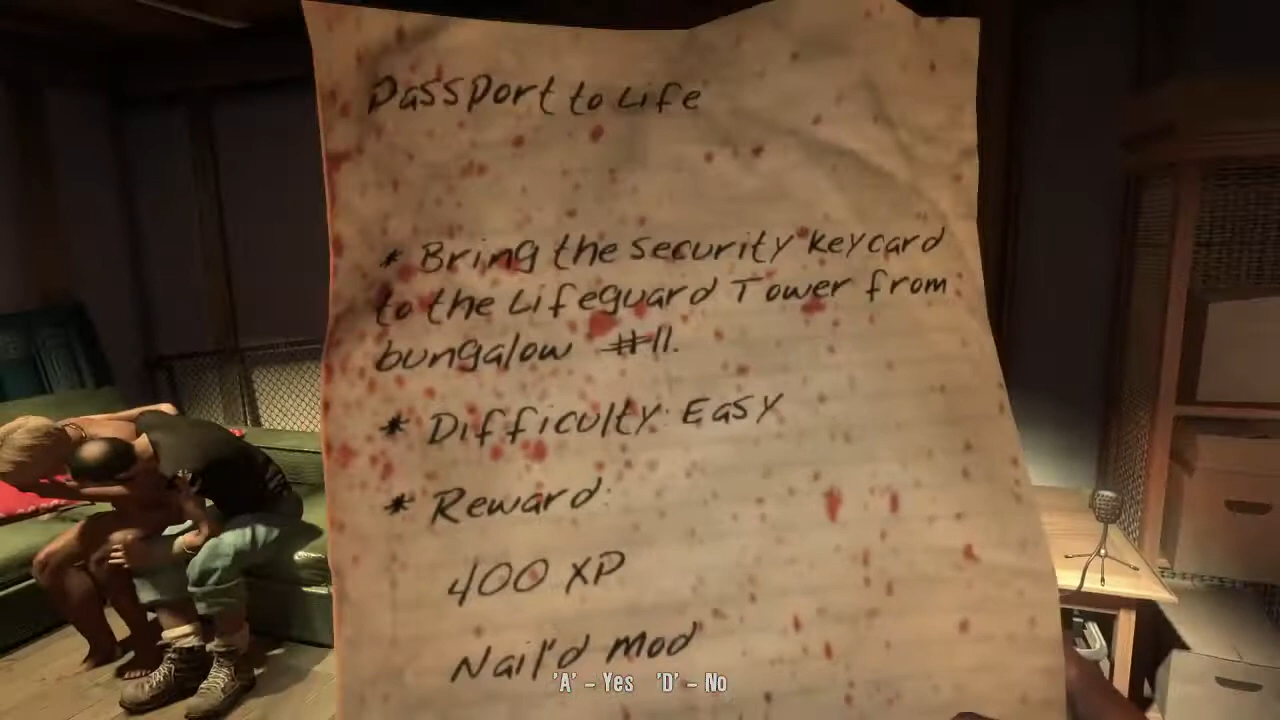 Passport to Life
* Bring the security keycard
to the Lifeguard Tower from
bungalow #11.
* Difficulty: Easy
* Reward:
400 XP
Nail'd mod
'A' - Yes 'D' - No